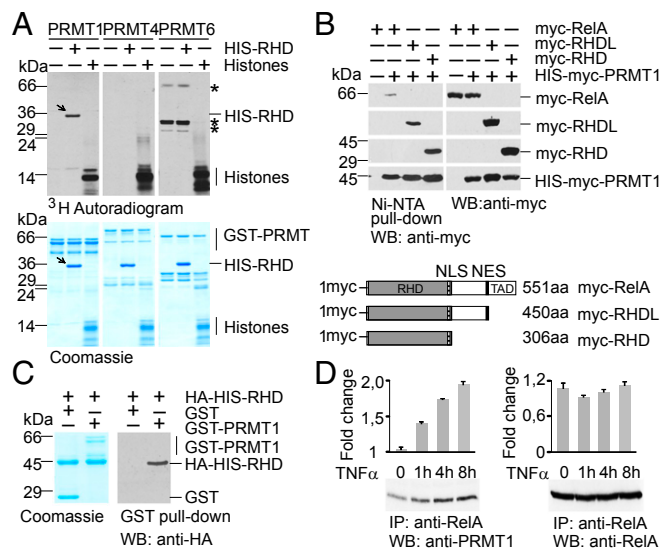 A
PRMT1 PRMT4 PRMT6
− + − − + − − + − HIS-RHD
− − + − − + − − + Histones
kDa
66
*
36
HIS-RHD
29
*
*
24
14
Histones
³H Autoradiogram
66
GST-PRMT
36
HIS-RHD
29
24
14
Histones
Coomassie
B
+ + − − + + − − myc-RelA
− − + − − − + − myc-RHDL
− − − + − − − + myc-RHD
kDa − + + + − + + + HIS-myc-PRMT1
66
myc-RelA
myc-RHDL
45
myc-RHD
29
45
HIS-myc-PRMT1
Ni-NTA
pull-down
WB: anti-myc
WB:anti-myc
NLS NES
1myc RHD TAD 551aa myc-RelA
1myc 450aa myc-RHDL
1myc 306aa myc-RHD
C
+ + + + HA-HIS-RHD
+ − + − GST
kDa − + − + GST-PRMT1
66
GST-PRMT1
45
HA-HIS-RHD
29
GST
Coomassie
GST pull-down
WB: anti-HA
D
Fold change
2,0
1,5
1
TNFα 0 1h 4h 8h
IP: anti-RelA
WB: anti-PRMT1
Fold change
1,2
0,6
0
TNFα 0 1h 4h 8h
IP: anti-RelA
WB: anti-RelA